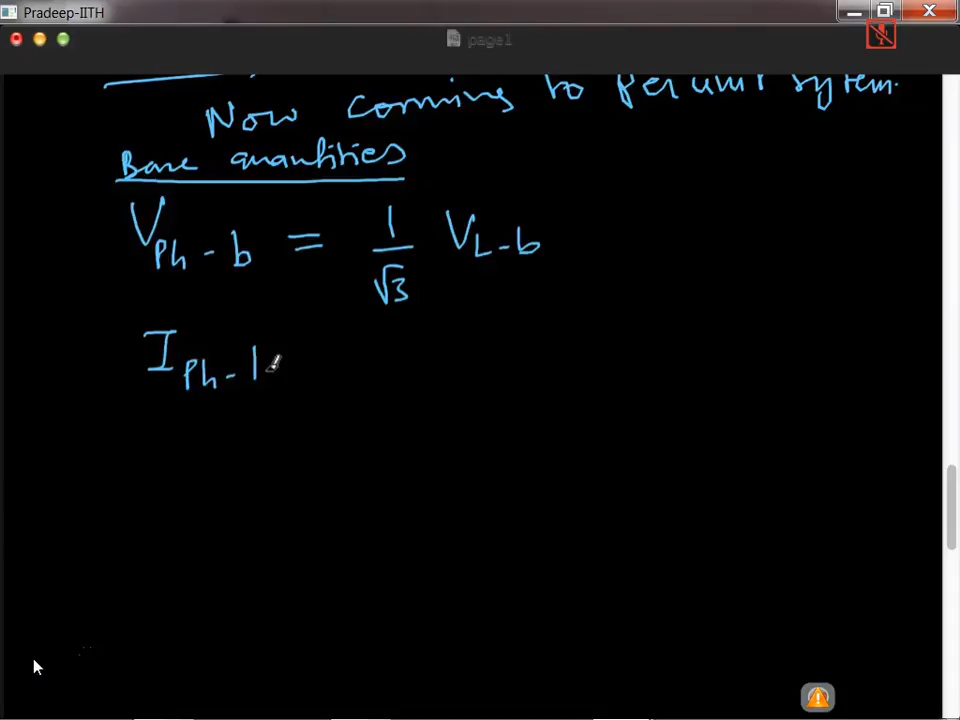 Pradeep-IITH
page1
Now coming to Per unit system.
Base quantities
V_Ph-b = 1/√3 V_L-b
I_Ph-l